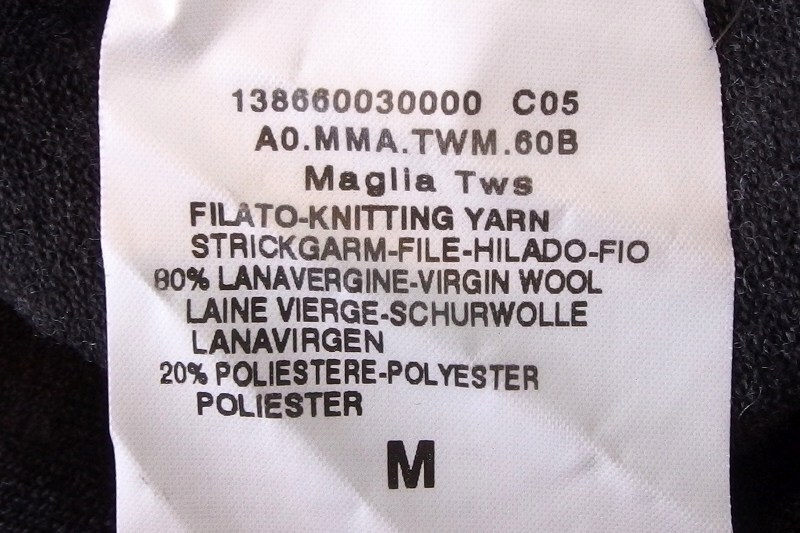 138660030000 C05
A0.MMA.TWM.60B
Maglia Tws
FILATO-KNITTING YARN
STRICKGARM-FILE-HILADO-FIO
80% LANAVERGINE-VIRGIN WOOL
LAINE VIERGE-SCHURWOLLE
LANAVIRGEN
20% POLIESTERE-POLYESTER
POLIESTER
M